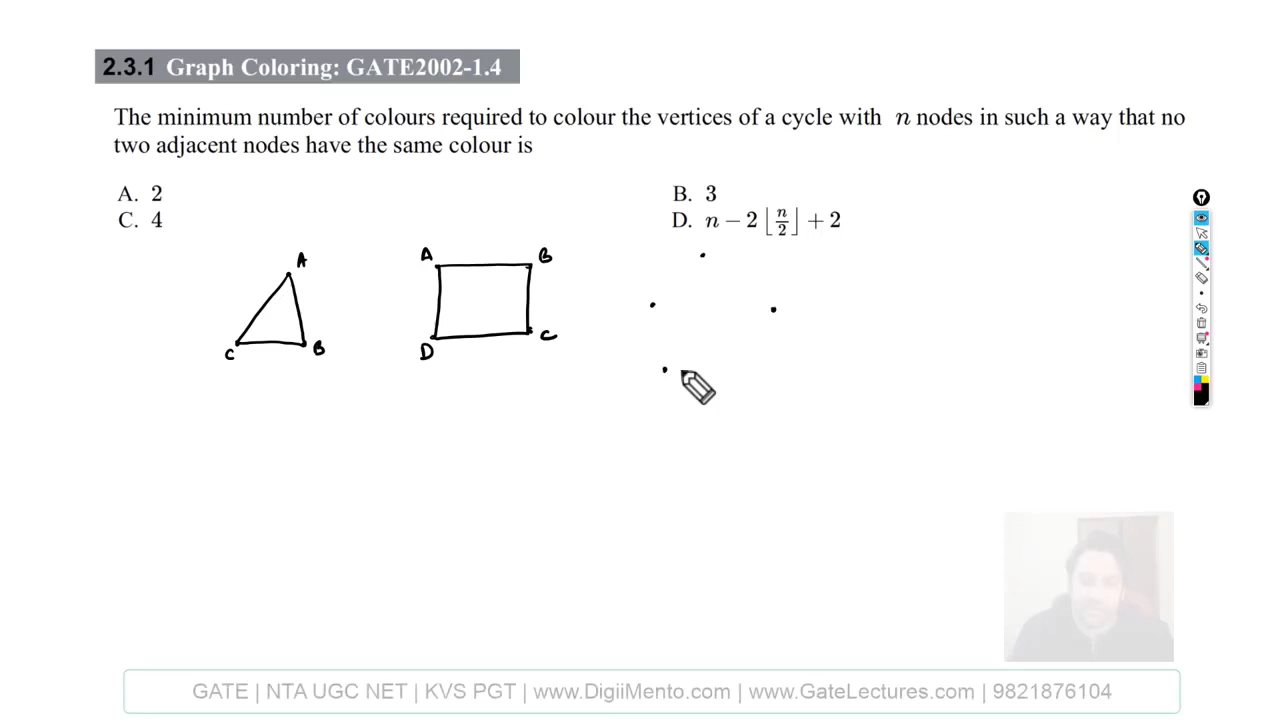 2.3.1 Graph Coloring: GATE2002-1.4
The minimum number of colours required to colour the vertices of a cycle with n nodes in such a way that no
two adjacent nodes have the same colour is
A. 2
B. 3
C. 4
D. n − 2 ⌊n/2⌋ + 2
A
A B
C B
D C
GATE | NTA UGC NET | KVS PGT | www.DigiiMento.com | www.GateLectures.com | 9821876104